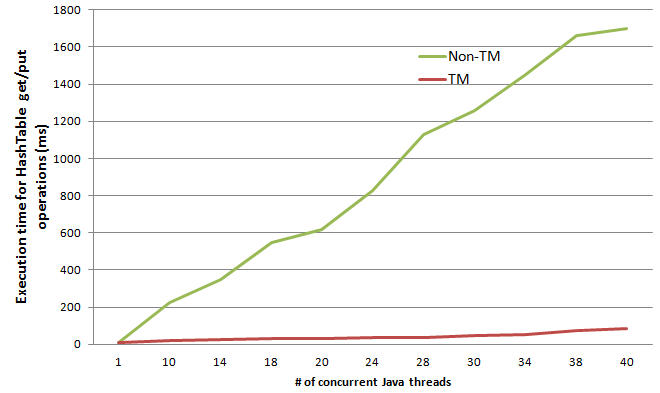 1800
1600
1400
1200
1000
800
600
400
200
0
Execution time for HashTable get/put
operations (ms)
Non-TM
TM
1 10 14 18 20 24 28 30 34 38 40
# of concurrent Java threads